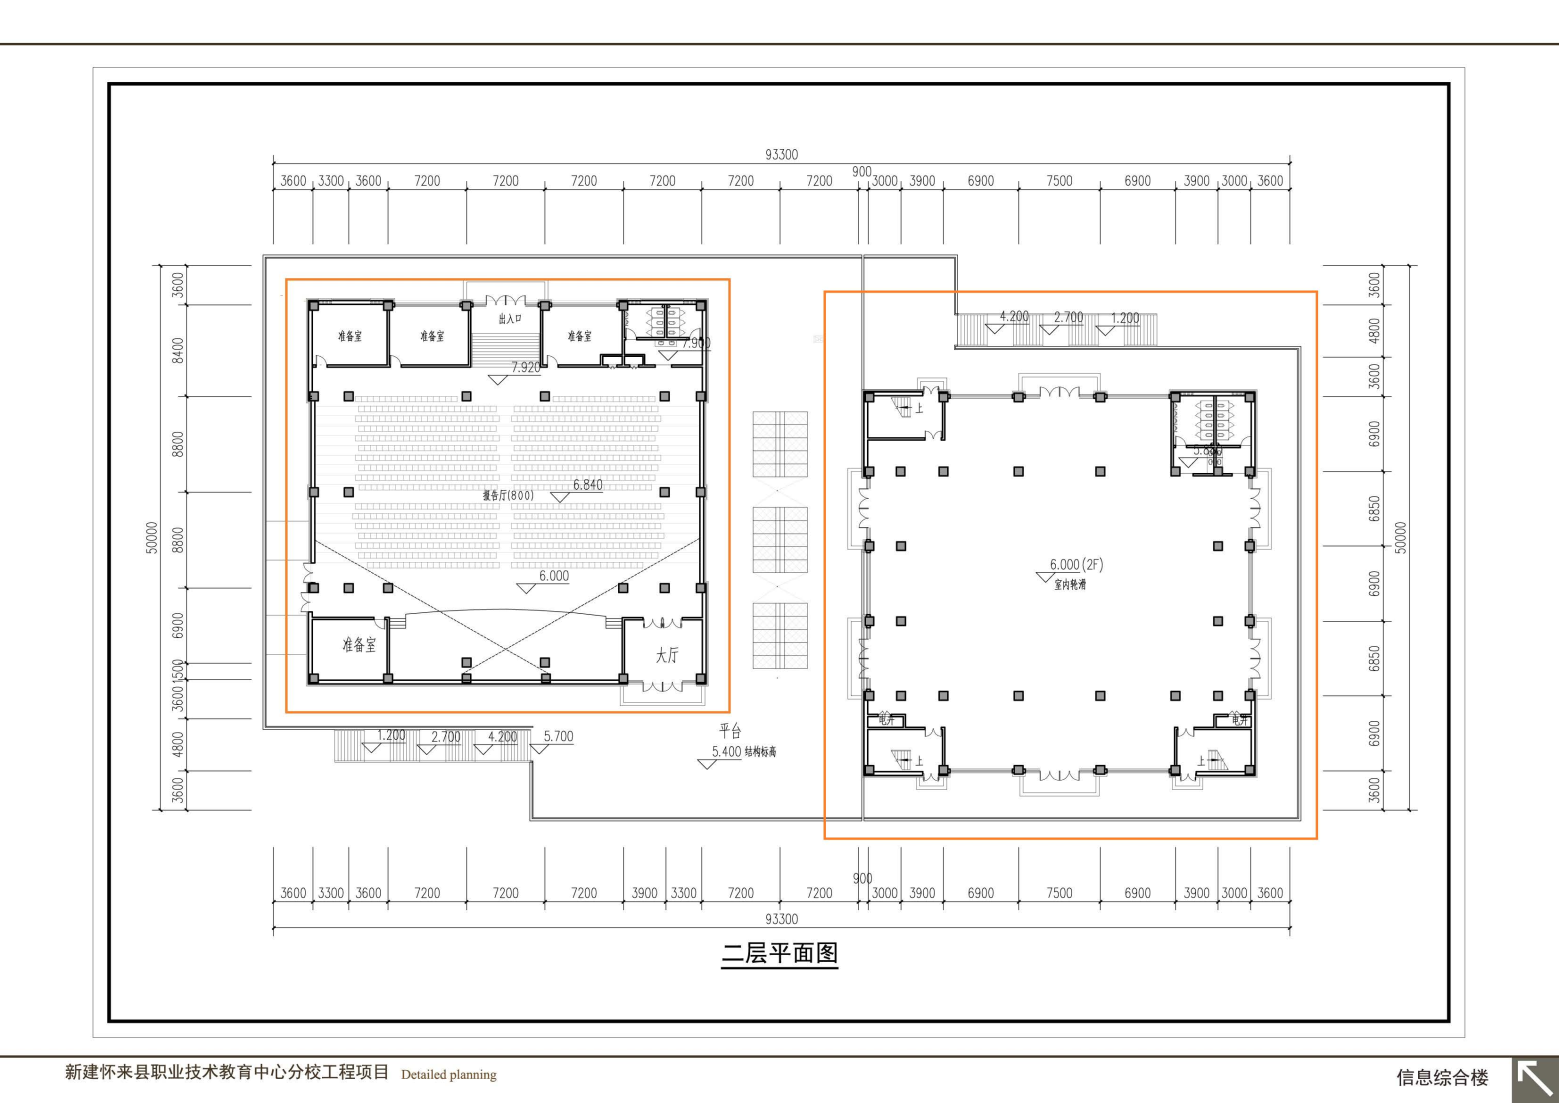 93300
3600 3300 3600 7200 7200 7200 7200 7200 7200 900 3000 3900 6900 7500 6900 3900 3000 3600
3600
8400
8800
8800
6900
1500
3600
4800
3600
50000
准备室
准备室
出入口
准备室
7.900
7.920
报告厅(800)
6.840
6.000
准备室
大厅
1.200
2.700
4.200
5.700
平台
5.400 结构标高
4.200
2.700
1.200
上
6.000(2F)
室内轮滑
电井
电井
上
上
3600
4800
3600
6900
6850
6900
6850
6900
3600
50000
3600 3300 3600 7200 7200 7200 3900 3300 7200 7200 900 3000 3900 6900 7500 6900 3900 3000 3600
93300
二层平面图
新建怀来县职业技术教育中心分校工程项目 Detailed planning
信息综合楼